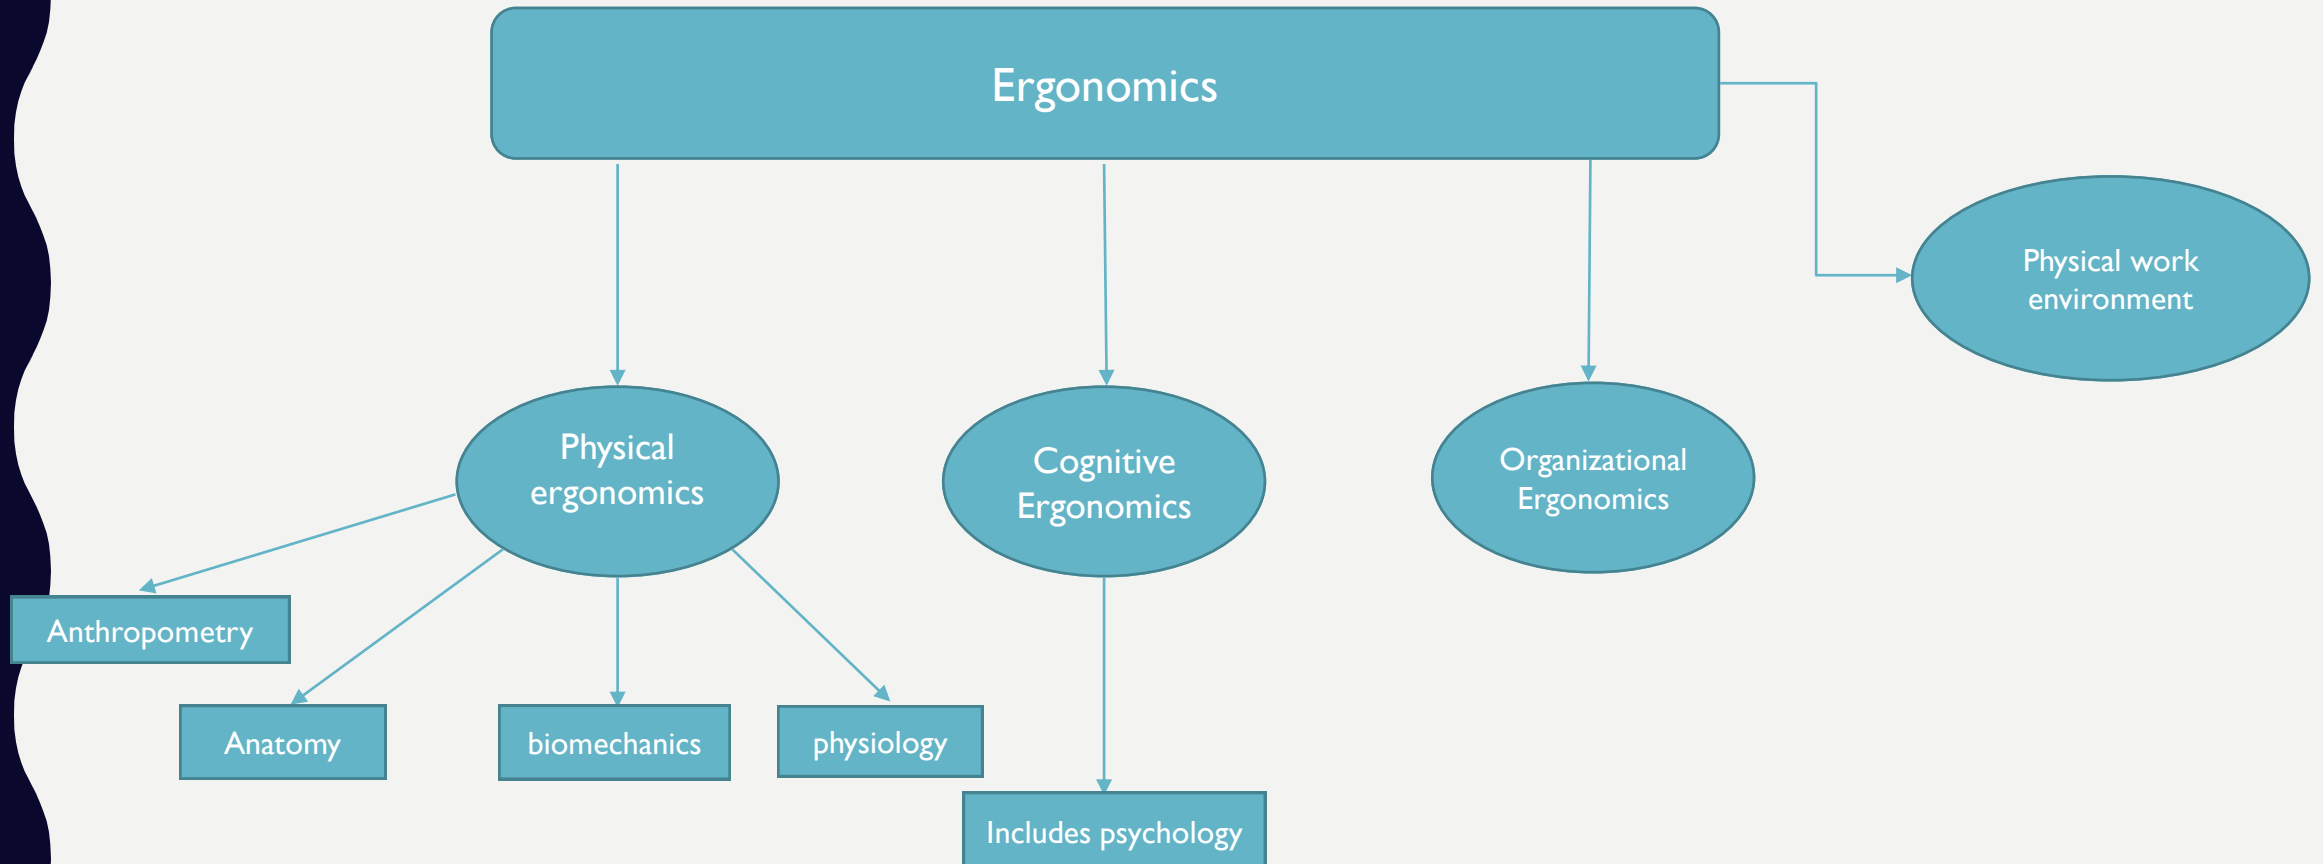 Ergonomics
Physical work
environment
Physical
ergonomics
Cognitive
Ergonomics
Organizational
Ergonomics
Anthropometry
Anatomy
biomechanics
physiology
Includes psychology